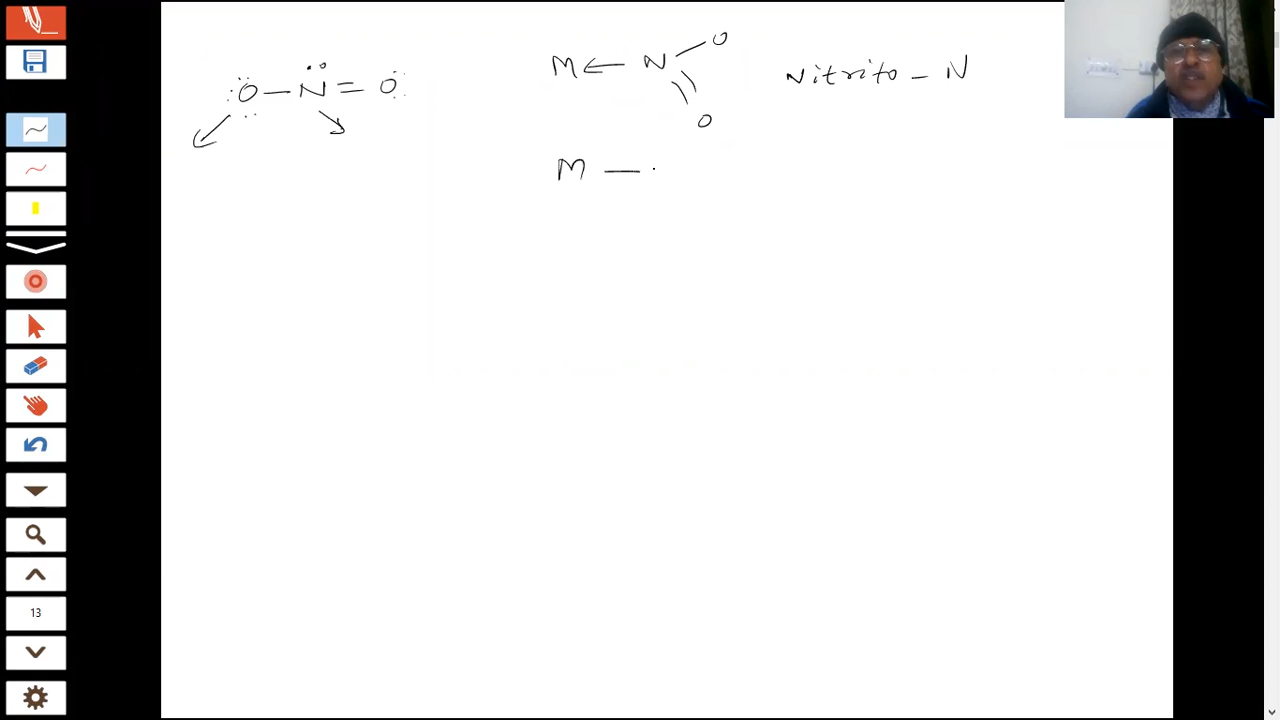 :Ö — N̈ = Ö:
M ← N — O
|| O
Nitrito - N
M — ·
13